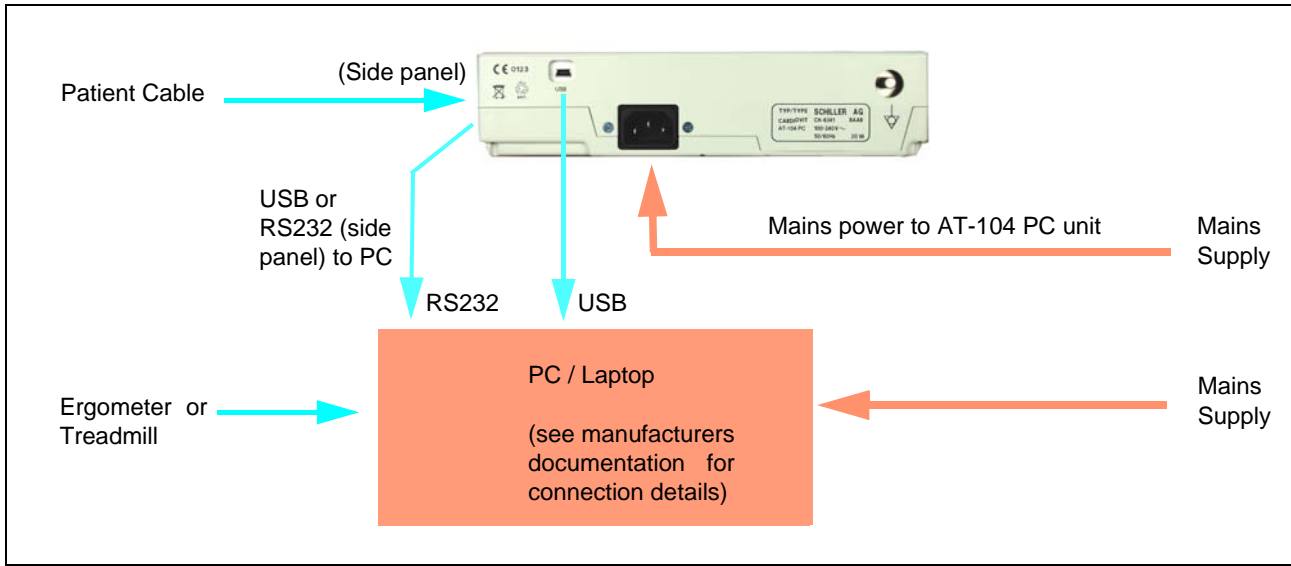 (Side panel)
Patient Cable
CE 0123
USB
TYP/TYPE SCHILLER AG
CARDIOVIT CH-6341 BAAR
AT-104 PC 100-240V ~
50/60Hz 20 W
USB or
RS232 (side
panel) to PC
Mains power to AT-104 PC unit
Mains
Supply
RS232
USB
PC / Laptop
(see manufacturers
documentation for
connection details)
Ergometer or
Treadmill
Mains
Supply